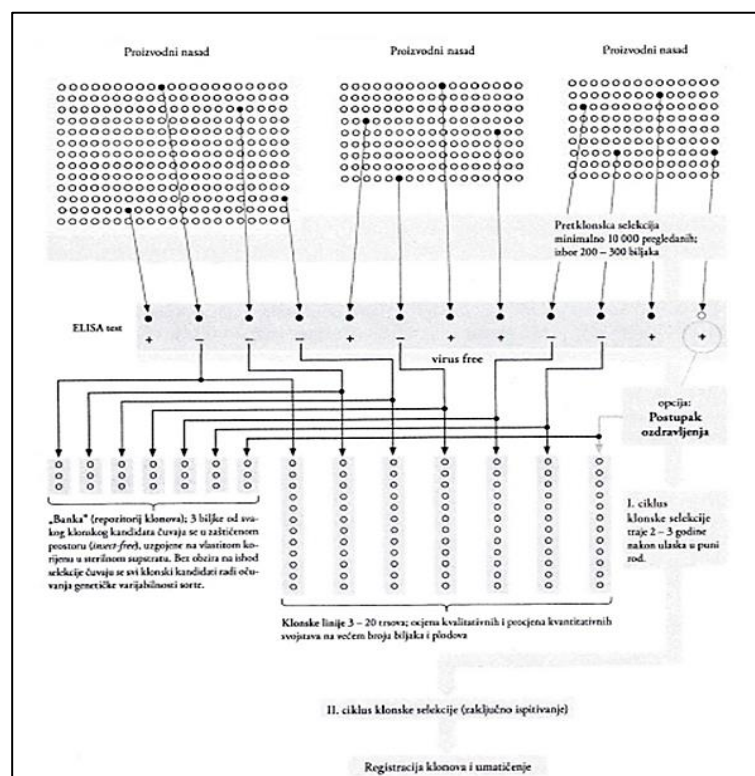 Proizvodni nasad
Proizvodni nasad
Proizvodni nasad
Pretklonska selekcija
minimalno 10 000 pregledanih;
izbor 200 – 300 biljaka
ELISA test
+ – – – + – + + – – + +
virus free
opcija:
Postupak
ozdravljenja
„Banka” (repozitorij klonova); 3 biljke od sva-
kog klonskog kandidata čuvaju se u zaštićenom
prostoru (insect-free), uzgojene na vlastitom ko-
rijenu u sterilnom supstratu. Bez obzira na ishod
selekcije čuvaju se svi klonski kandidati radi oču-
vanja genetičke varijabilnosti sorte.
I. ciklus
klonske selekcije
traje 2 – 3 godine
nakon ulaska u puni
rod.
Klonske linije 3 – 20 trsova; ocjena kvalitativnih i procjena kvantitativnih
svojstava na većem broju biljaka i plodova
II. ciklus klonske selekcije (zaključno ispitivanje)
Registracija klonova i umatičenje